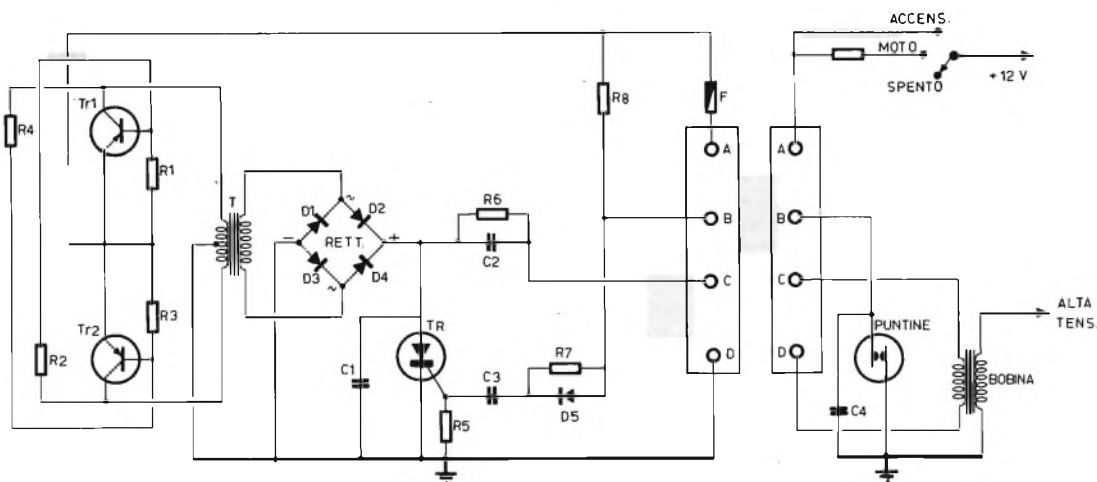 ACCENS.
MOTO
SPENTO
+12 V
Tr1
R4
R1
R8
F
A
A
T
D1
D2
~
−
RETT.
+
D3
D4
~
R6
C2
B
B
C
C
R3
Tr2
R2
C1
TR
R7
C3
D5
R5
D
D
PUNTINE
C4
ALTA
TENS.
BOBINA